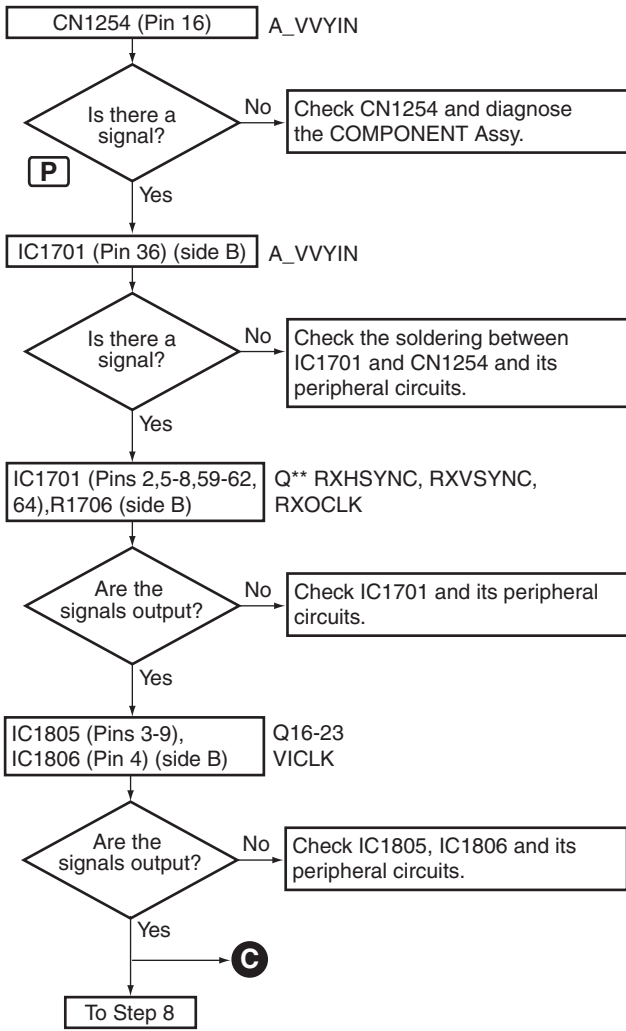 CN1254 (Pin 16) A_VVYIN
Is there a
signal?
No
Check CN1254 and diagnose
the COMPONENT Assy.
P
Yes
IC1701 (Pin 36) (side B) A_VVYIN
Is there a
signal?
No
Check the soldering between
IC1701 and CN1254 and its
peripheral circuits.
Yes
IC1701 (Pins 2,5-8,59-62,
64),R1706 (side B)
Q** RXHSYNC, RXVSYNC,
RXOCLK
Are the
signals output?
No
Check IC1701 and its peripheral
circuits.
Yes
IC1805 (Pins 3-9),
IC1806 (Pin 4) (side B)
Q16-23
VICLK
Are the
signals output?
No
Check IC1805, IC1806 and its
peripheral circuits.
Yes
C
To Step 8